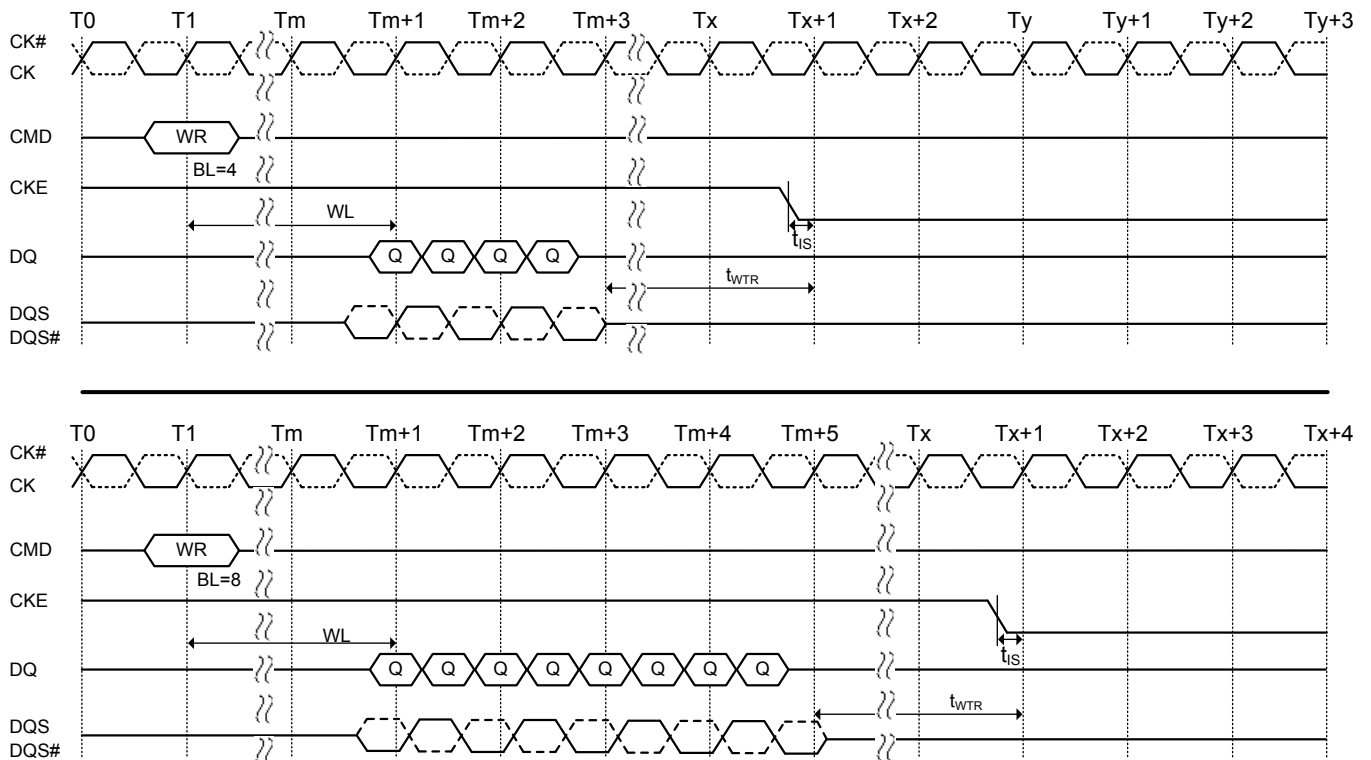 T0 T1 Tm Tm+1 Tm+2 Tm+3 Tx Tx+1 Tx+2 Ty Ty+1 Ty+2 Ty+3
CK#
CK
CMD WR
BL=4
CKE
WL
tIS
DQ Q Q Q Q
tWTR
DQS
DQS#
T0 T1 Tm Tm+1 Tm+2 Tm+3 Tm+4 Tm+5 Tx Tx+1 Tx+2 Tx+3 Tx+4
CK#
CK
CMD WR
BL=8
CKE
WL
tIS
DQ Q Q Q Q Q Q Q Q
tWTR
DQS
DQS#